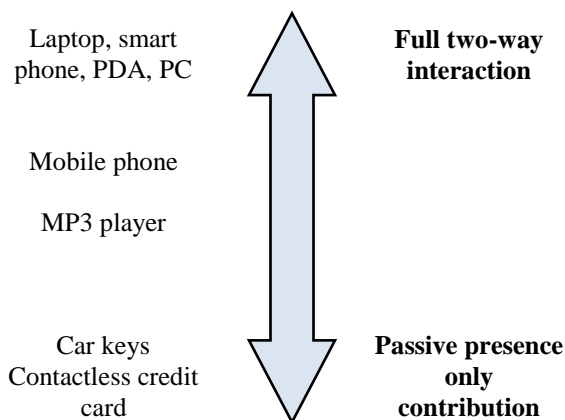 Laptop, smart
phone, PDA, PC
Full two-way
interaction
Mobile phone
MP3 player
Car keys
Contactless credit
card
Passive presence
only
contribution